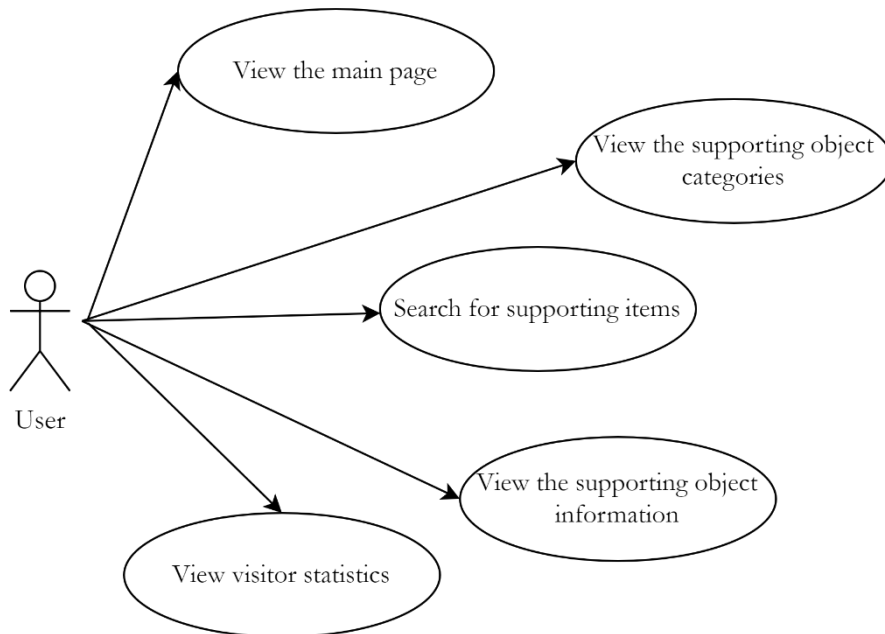 View the main page
View the supporting object
categories
Search for supporting items
User
View the supporting object
information
View visitor statistics